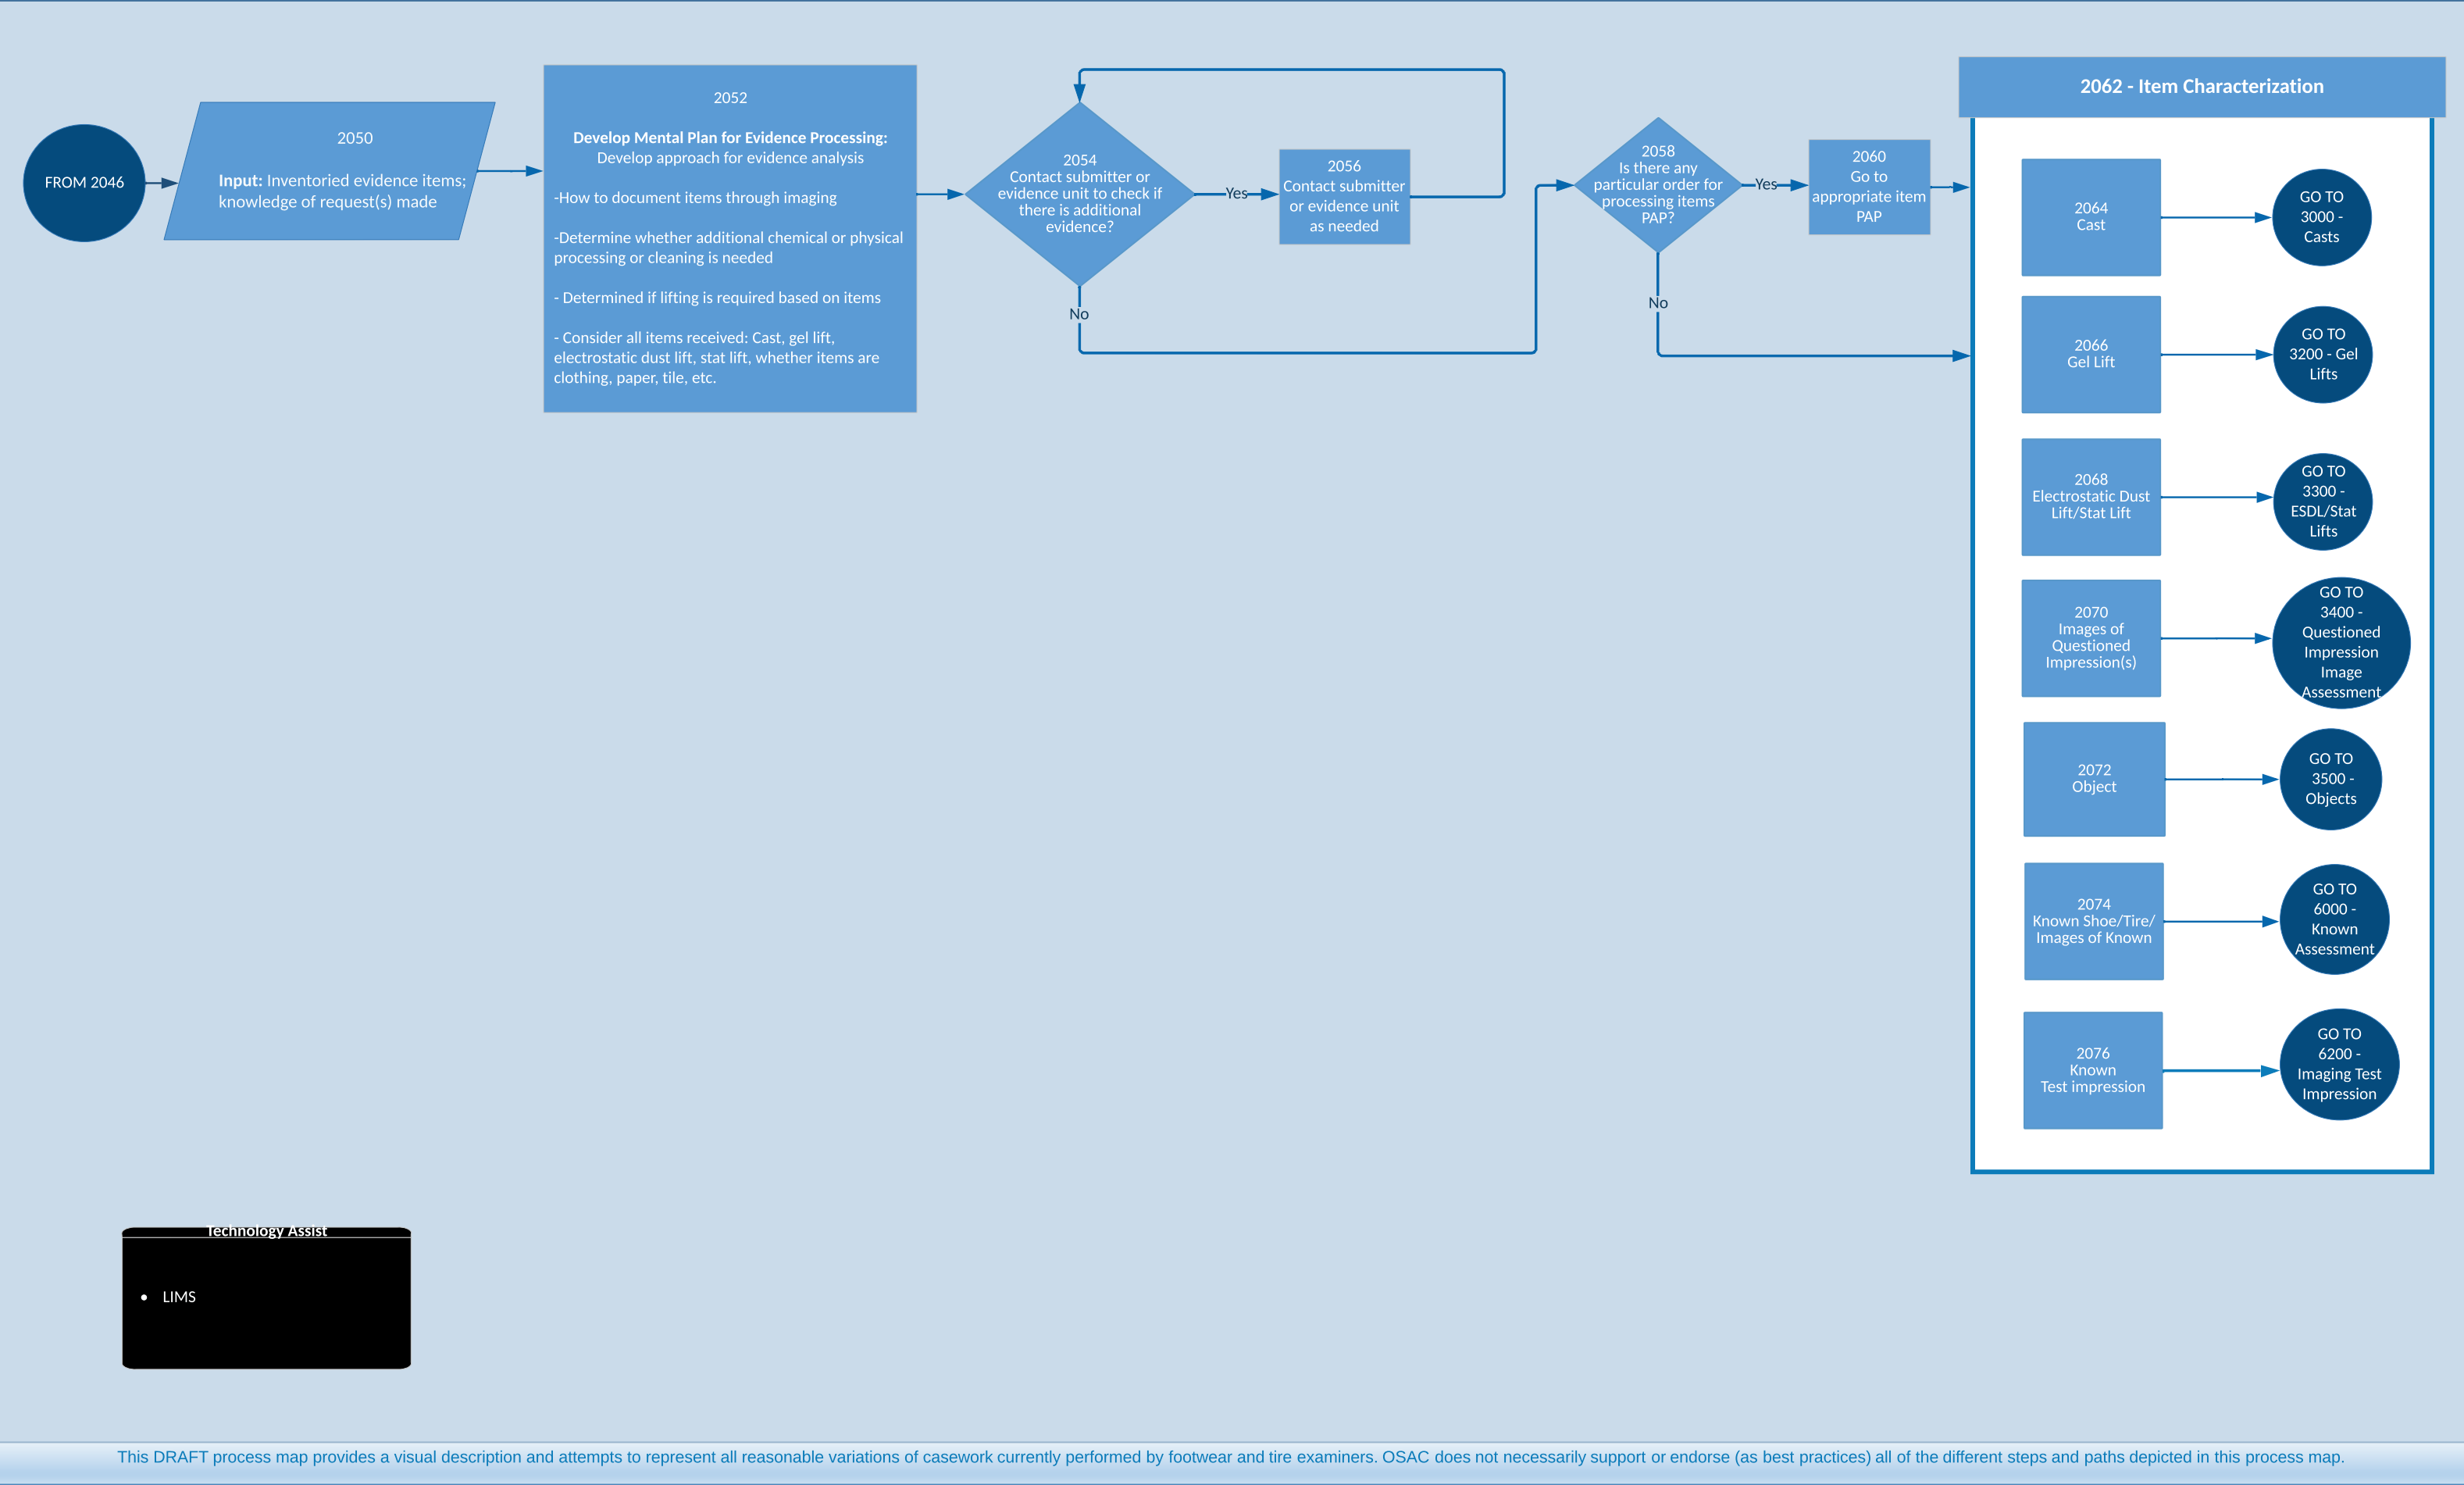 FROM 2046
2050
Input: Inventoried evidence items;
knowledge of request(s) made
2052
Develop Mental Plan for Evidence Processing:
Develop approach for evidence analysis
-How to document items through imaging
-Determine whether additional chemical or physical
processing or cleaning is needed
- Determined if lifting is required based on items
- Consider all items received: Cast, gel lift,
electrostatic dust lift, stat lift, whether items are
clothing, paper, tile, etc.
2054
Contact submitter or
evidence unit to check if
there is additional
evidence?
Yes
No
2056
Contact submitter
or evidence unit
as needed
2058
Is there any
particular order for
processing items
PAP?
Yes
No
2060
Go to
appropriate item
PAP
2062 - Item Characterization
2064
Cast
GO TO
3000 -
Casts
2066
Gel Lift
GO TO
3200 - Gel
Lifts
2068
Electrostatic Dust
Lift/Stat Lift
GO TO
3300 -
ESDL/Stat
Lifts
2070
Images of
Questioned
Impression(s)
GO TO
3400 -
Questioned
Impression
Image
Assessment
2072
Object
GO TO
3500 -
Objects
2074
Known Shoe/Tire/
Images of Known
GO TO
6000 -
Known
Assessment
2076
Known
Test impression
GO TO
6200 -
Imaging Test
Impression
Technology Assist
• LIMS
This DRAFT process map provides a visual description and attempts to represent all reasonable variations of casework currently performed by footwear and tire examiners. OSAC does not necessarily support or endorse (as best practices) all of the different steps and paths depicted in this process map.